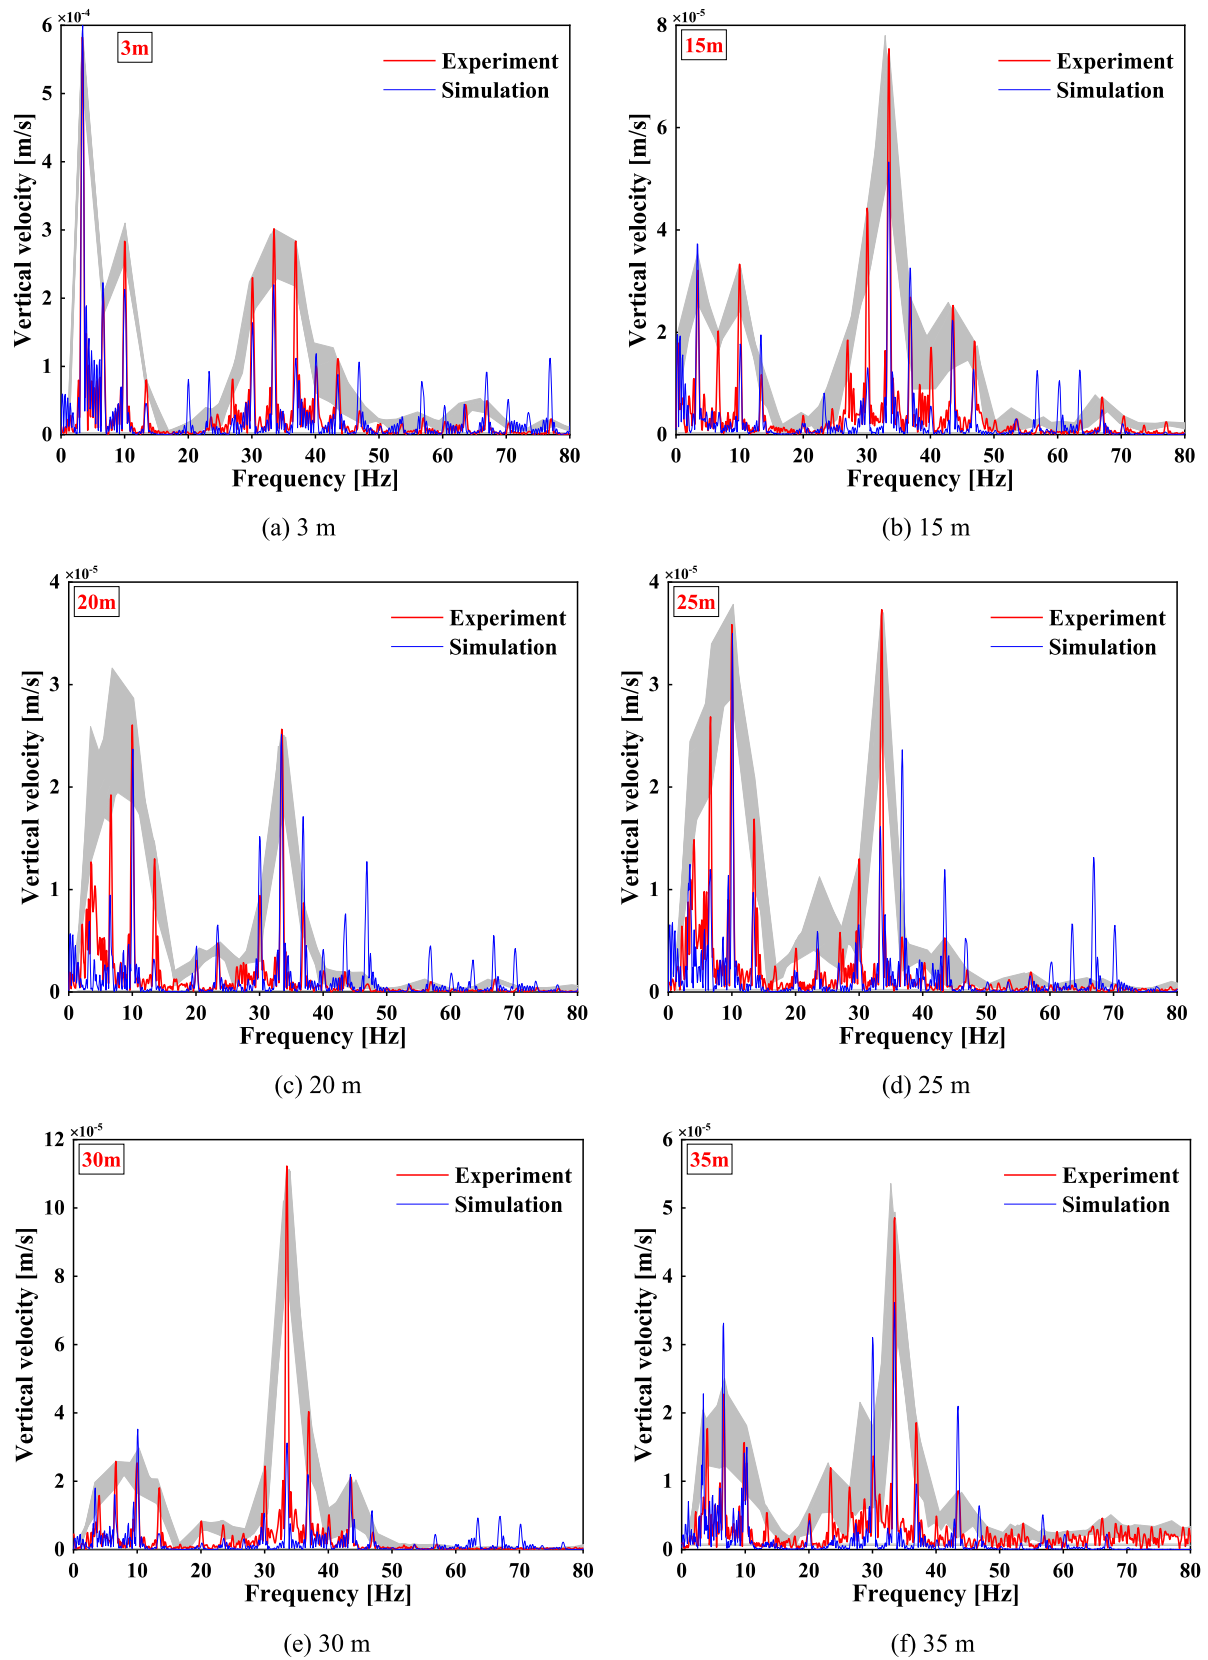 ×10-4
3m
Experiment
Simulation
Vertical velocity [m/s]
6
5
4
3
2
1
0
0 10 20 30 40 50 60 70 80
Frequency [Hz]
(a) 3 m
×10-5
15m
Experiment
Simulation
Vertical velocity [m/s]
8
6
4
2
0
0 10 20 30 40 50 60 70 80
Frequency [Hz]
(b) 15 m
×10-5
20m
Experiment
Simulation
Vertical velocity [m/s]
4
3
2
1
0
0 10 20 30 40 50 60 70 80
Frequency [Hz]
(c) 20 m
×10-5
25m
Experiment
Simulation
Vertical velocity [m/s]
4
3
2
1
0
0 10 20 30 40 50 60 70 80
Frequency [Hz]
(d) 25 m
×10-5
30m
Experiment
Simulation
Vertical velocity [m/s]
12
10
8
6
4
2
0
0 10 20 30 40 50 60 70 80
Frequency [Hz]
(e) 30 m
×10-5
35m
Experiment
Simulation
Vertical velocity [m/s]
6
5
4
3
2
1
0
0 10 20 30 40 50 60 70 80
Frequency [Hz]
(f) 35 m